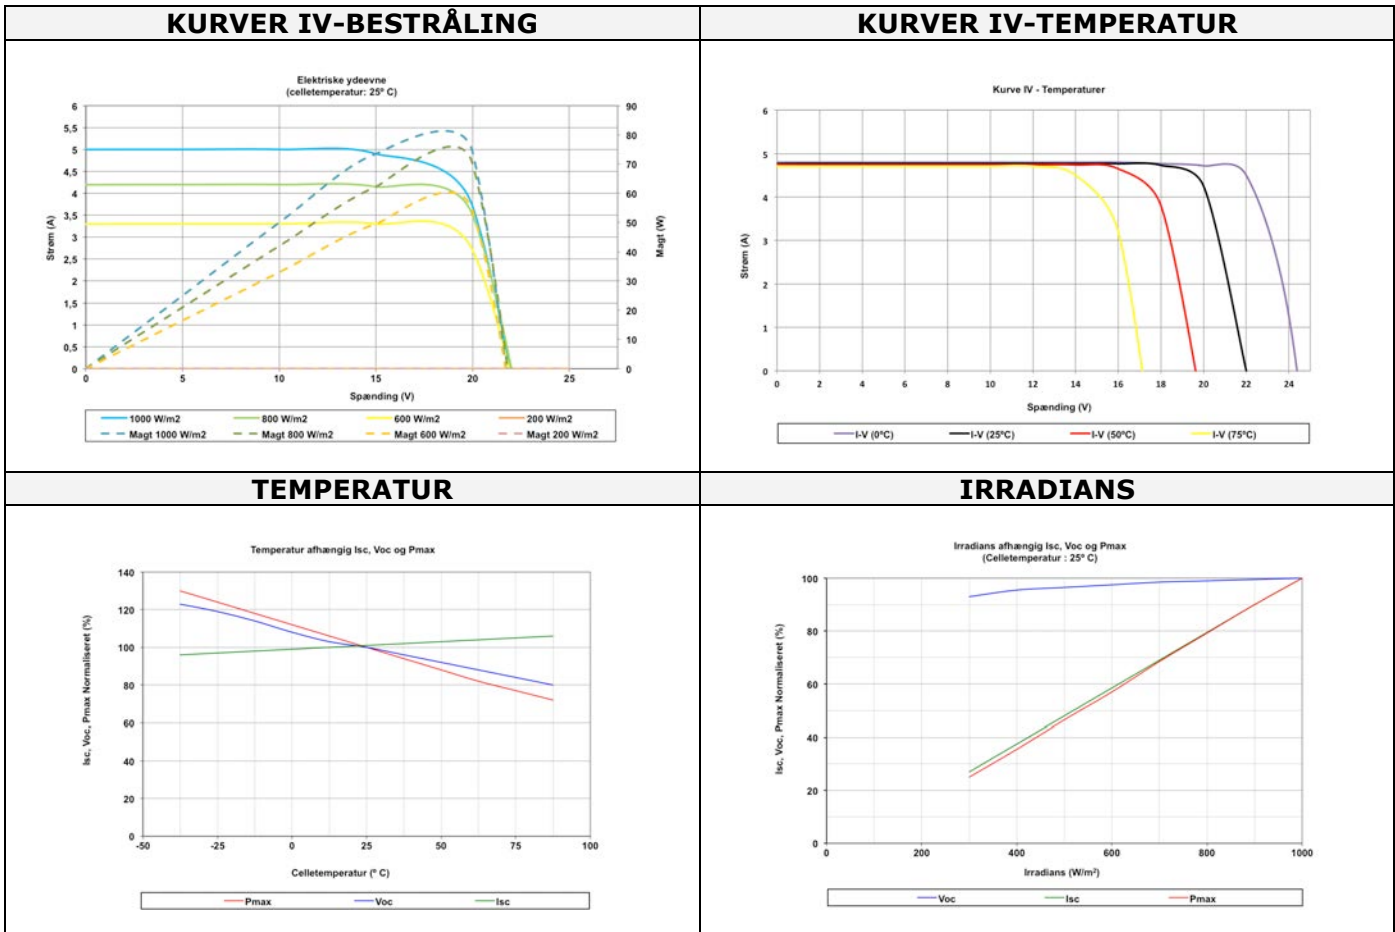 KURVER IV-BESTRÅLING
Elektriske ydeevne
(celletemperatur: 25º C)
6
5,5
5
4,5
4
3,5
3
2,5
2
1,5
1
0,5
0
90
80
70
60
50
40
30
20
10
0
Strøm (A)
Magt (W)
0 5 10 15 20 25
Spænding (V)
1000 W/m2 800 W/m2 600 W/m2 200 W/m2
Magt 1000 W/m2 Magt 800 W/m2 Magt 600 W/m2 Magt 200 W/m2
KURVER IV-TEMPERATUR
Kurve IV - Temperaturer
6
5
4
3
2
1
0
Strøm (A)
0 2 4 6 8 10 12 14 16 18 20 22 24
Spænding (V)
I-V (0ºC) I-V (25ºC) I-V (50ºC) I-V (75ºC)
TEMPERATUR
Temperatur afhængig Isc, Voc og Pmax
140
120
100
80
60
40
20
0
Isc, Voc, Pmax Normaliseret (%)
-50 -25 0 25 50 75 100
Celletemperatur (º C)
Pmax Voc Isc
IRRADIANS
Irradians afhængig Isc, Voc og Pmax
(Celletemperatur : 25º C)
100
80
60
40
20
0
Isc, Voc, Pmax Normaliseret (%)
0 200 400 600 800 1000
Irradians (W/m²)
Voc Isc Pmax